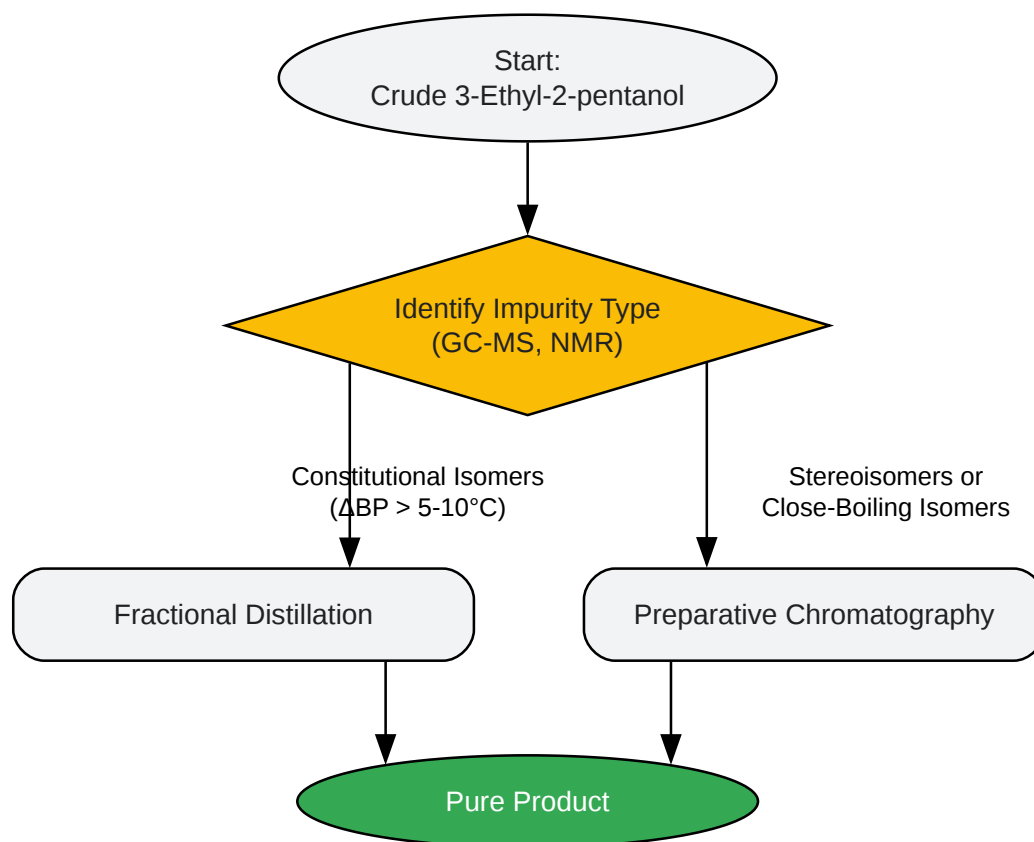 Start:
Crude 3-Ethyl-2-pentanol
Identify Impurity Type
(GC-MS, NMR)
Constitutional Isomers
(ΔBP > 5-10°C)
Stereoisomers or
Close-Boiling Isomers
Fractional Distillation
Preparative Chromatography
Pure Product